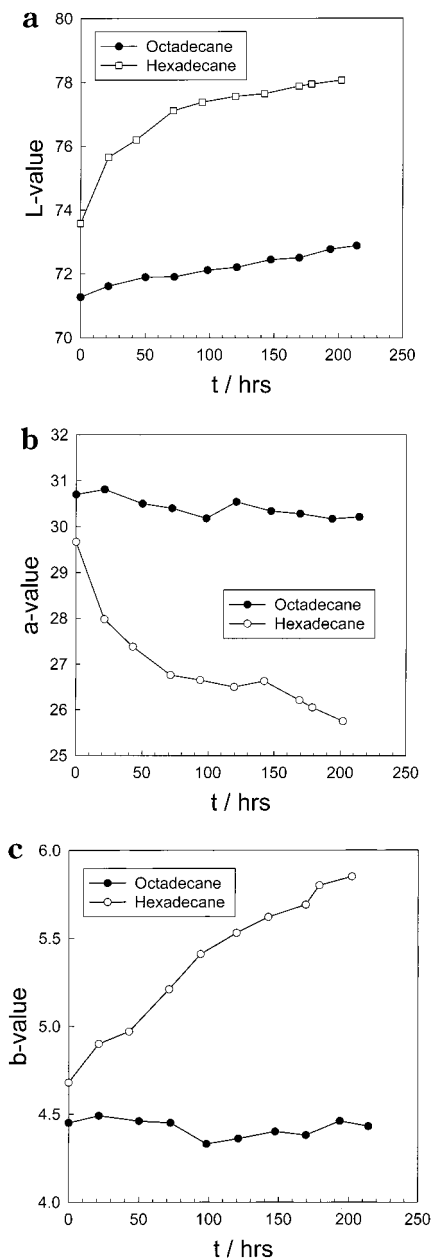 a
80
78
76
74
72
70
L-value
Octadecane
Hexadecane
0 50 100 150 200 250
t / hrs
b
32
31
30
29
28
27
26
25
a-value
Octadecane
Hexadecane
0 50 100 150 200 250
t / hrs
c
6.0
5.5
5.0
4.5
4.0
b-value
Octadecane
Hexadecane
0 50 100 150 200 250
t / hrs